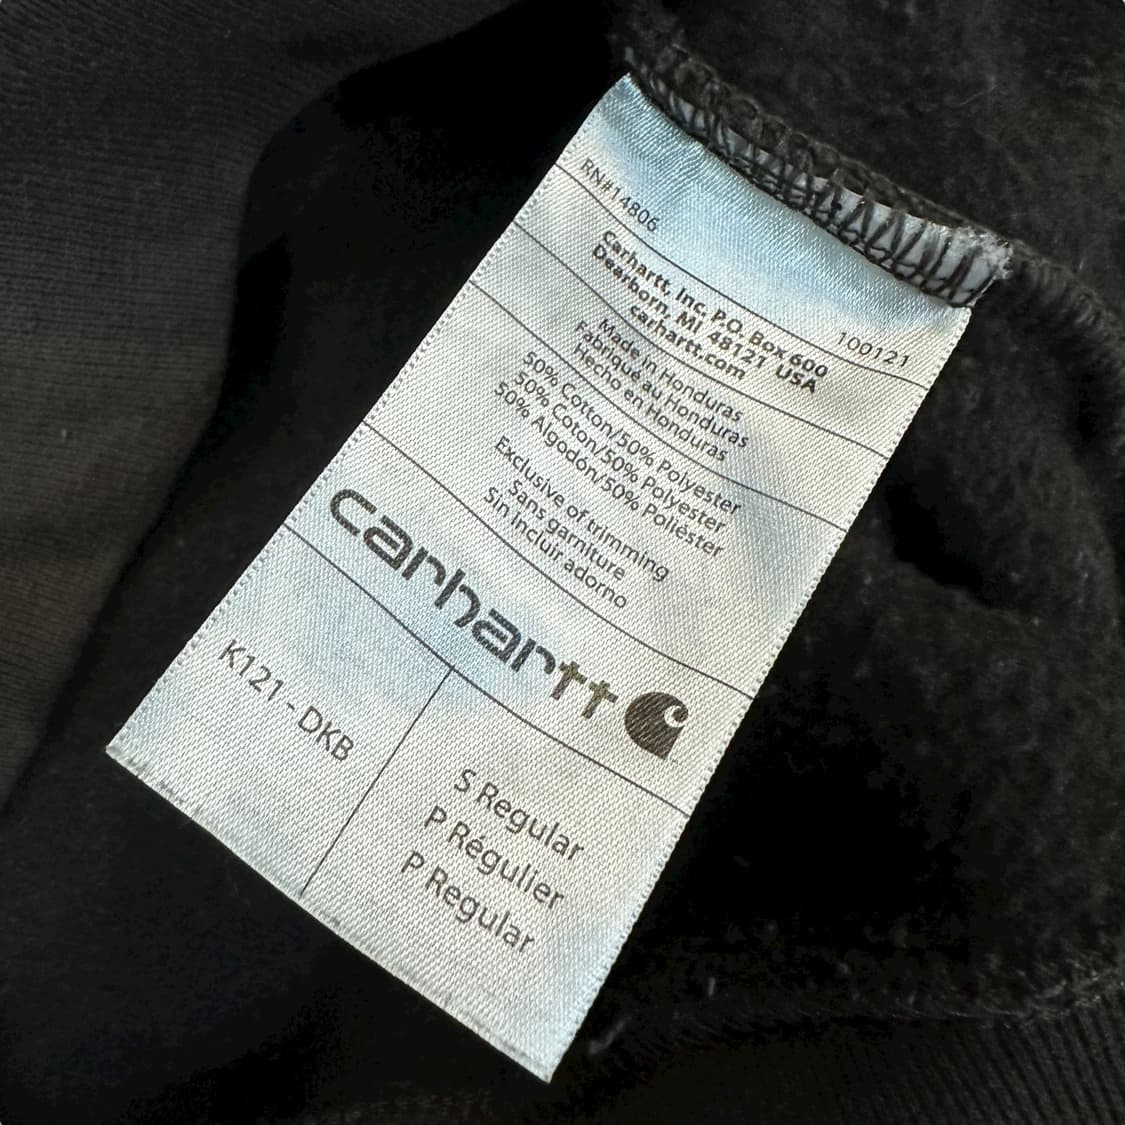 RN#14806 100121
Carhartt, Inc. P.O. Box 600
Dearborn, MI 48121 USA
carhartt.com
Made in Honduras
Fabriqué au Honduras
Hecho en Honduras
50% Cotton/50% Polyester
50% Coton/50% Polyester
50% Algodón/50% Poliéster
Exclusive of trimming
Sans garniture
Sin incluir adorno
carhartt
K121 - DKB
S Regular
P Régulier
P Regular